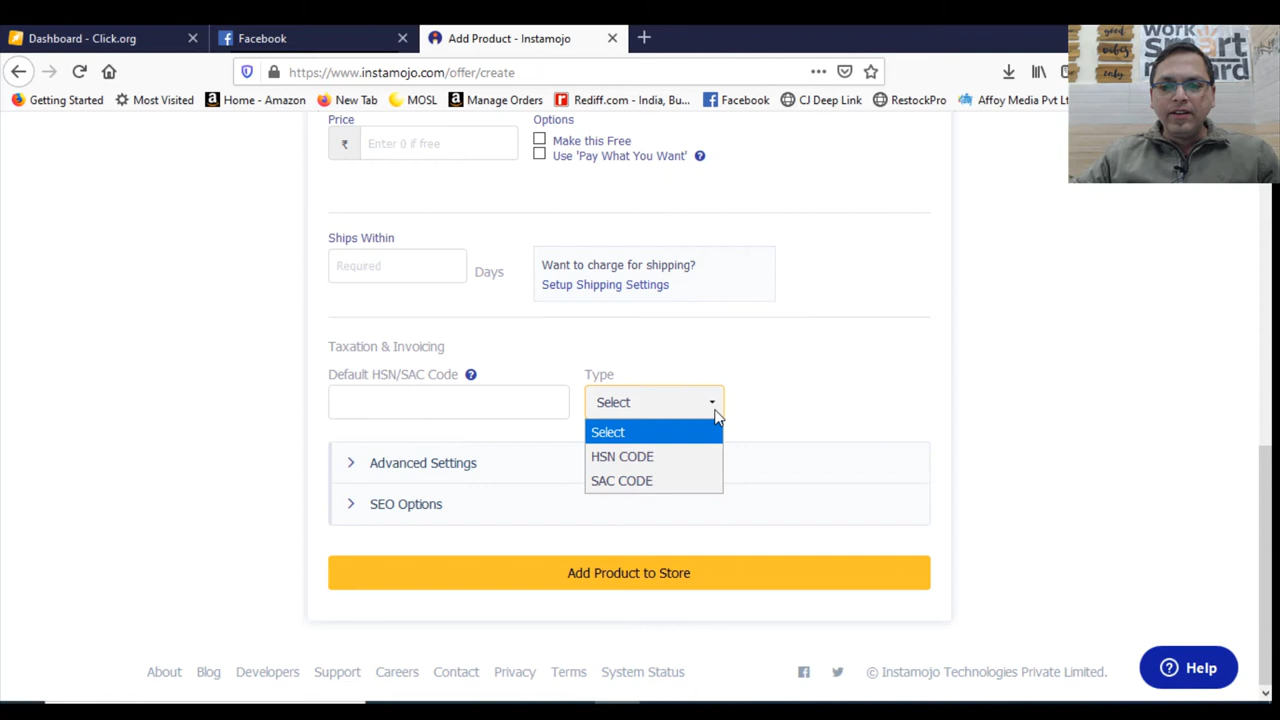 Dashboard - Click.org
Facebook
Add Product - Instamojo
https://www.instamojo.com/offer/create
Getting Started
Most Visited
Home - Amazon
New Tab
MOSL
Manage Orders
Rediff.com - India, Bu...
Facebook
CJ Deep Link
RestockPro
Affoy Media Pvt Lt
good
vibes
only
work
smart
Price
Options
₹
Enter 0 if free
Make this Free
Use 'Pay What You Want'
Ships Within
Required
Days
Want to charge for shipping?
Setup Shipping Settings
Taxation & Invoicing
Default HSN/SAC Code
Type
Select
Select
HSN CODE
SAC CODE
Advanced Settings
SEO Options
Add Product to Store
About
Blog
Developers
Support
Careers
Contact
Privacy
Terms
System Status
© Instamojo Technologies Private Limited.
Help